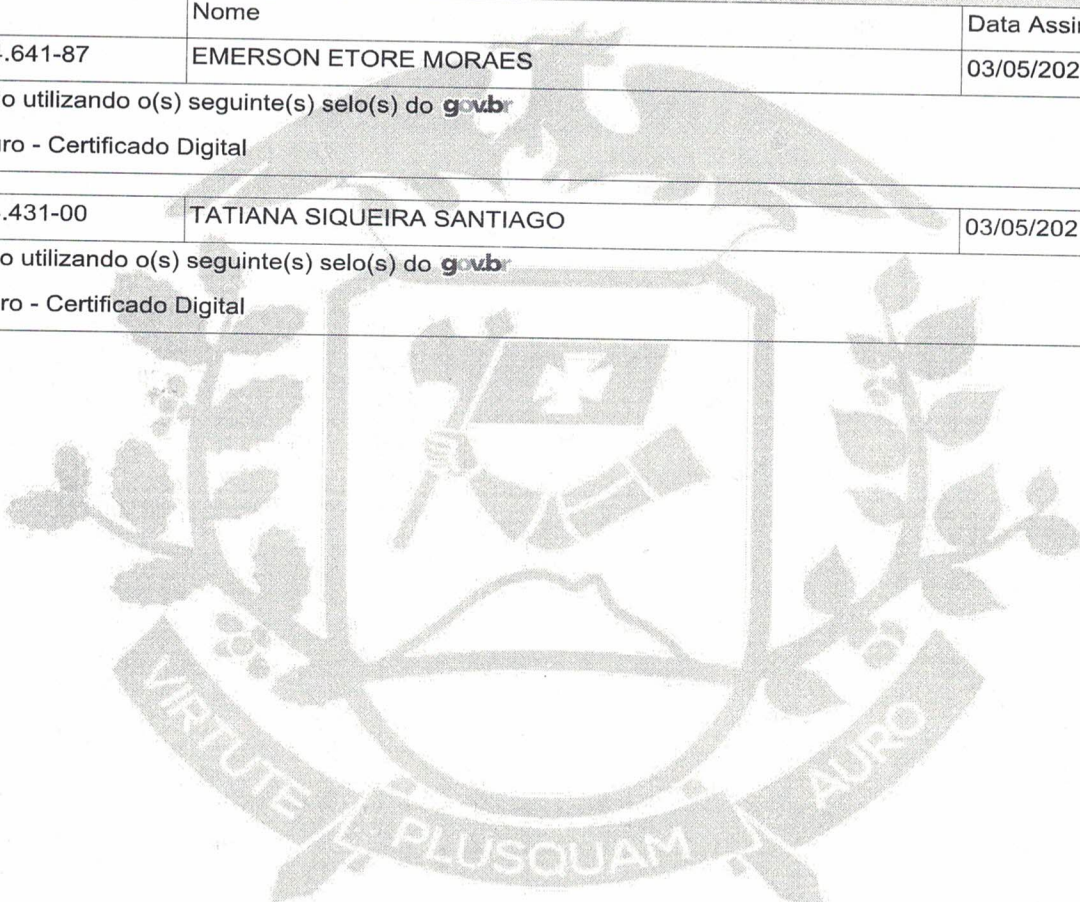 Nome Data Assi
.641-87 EMERSON ETORE MORAES 03/05/202
o utilizando o(s) seguinte(s) selo(s) do gov.br
ro - Certificado Digital
.431-00 TATIANA SIQUEIRA SANTIAGO 03/05/202
o utilizando o(s) seguinte(s) selo(s) do gov.br
ro - Certificado Digital
VIRTUTE PLUSQUAM AURO